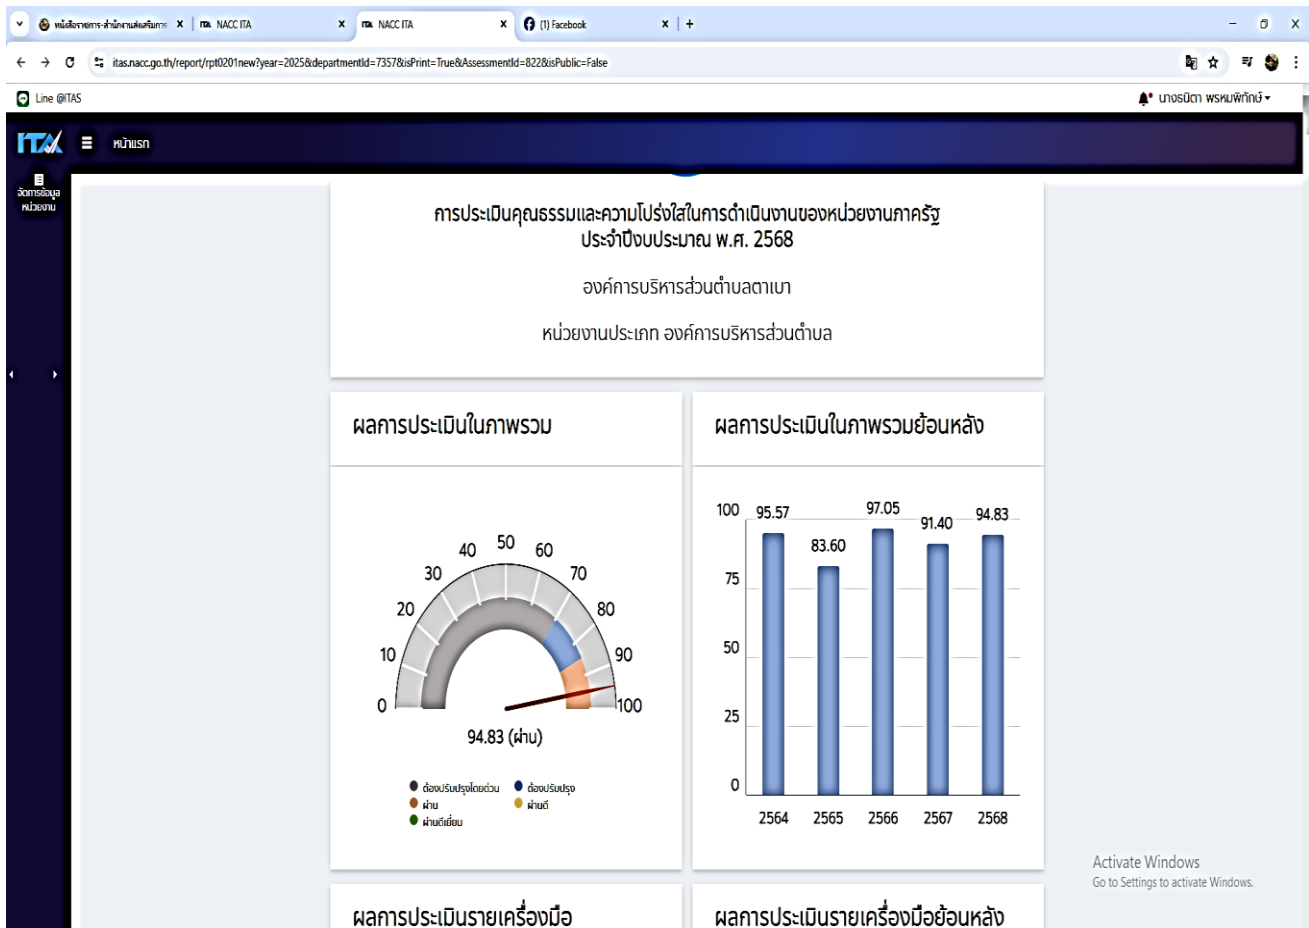 หนังสือราชการ-สำนักงานส่งเสริมการ
NACC ITA
NACC ITA
(1) Facebook
itas.nacc.go.th/report/rpt0201new?year=2025&departmentId=7357&isPrint=True&AssessmentId=822&isPublic=False
Line @ITAS
นางธนิตา พรหมพิทักษ์
ITA
หน้าแรก
จัดการข้อมูล
หน่วยงาน
การประเมินคุณธรรมและความโปร่งใสในการดำเนินงานของหน่วยงานภาครัฐ
ประจำปีงบประมาณ พ.ศ. 2568
องค์การบริหารส่วนตำบลตาเบา
หน่วยงานประเภท องค์การบริหารส่วนตำบล
ผลการประเมินในภาพรวม
0 10 20 30 40 50 60 70 80 90 100
94.83 (ผ่าน)
ต้องปรับปรุงโดยด่วน ต้องปรับปรุง
ผ่าน ผ่านดี
ผ่านดีเยี่ยม
ผลการประเมินในภาพรวมย้อนหลัง
100
75
50
25
0
95.57 83.60 97.05 91.40 94.83
2564 2565 2566 2567 2568
ผลการประเมินรายเครื่องมือ
ผลการประเมินรายเครื่องมือย้อนหลัง
Activate Windows
Go to Settings to activate Windows.